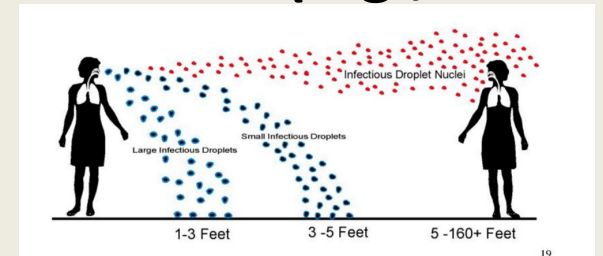 Infectious Droplet Nuclei
Small Infectious Droplets
Large Infectious Droplets
1-3 Feet
3 -5 Feet
5 -160+ Feet
19